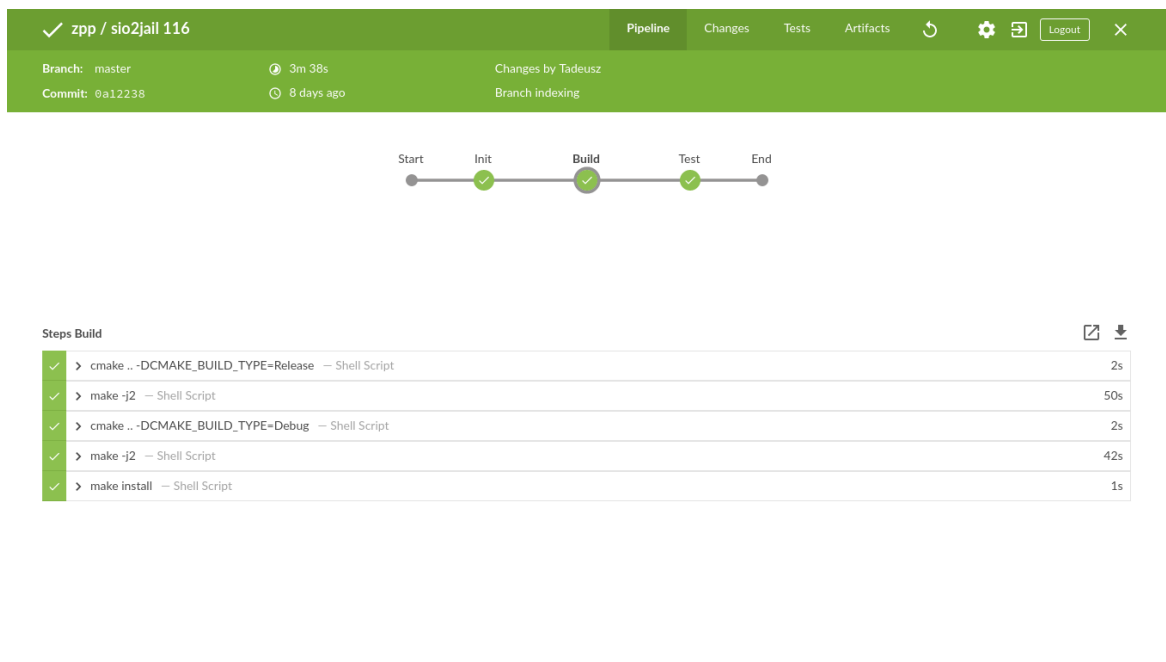 zpp / sio2jail 116 Pipeline Changes Tests Artifacts Logout
Branch: master 3m 38s Changes by Tadeusz
Commit: 0a12238 8 days ago Branch indexing
Start Init Build Test End
Steps Build
cmake .. -DCMAKE_BUILD_TYPE=Release — Shell Script 2s
make -j2 — Shell Script 50s
cmake .. -DCMAKE_BUILD_TYPE=Debug — Shell Script 2s
make -j2 — Shell Script 42s
make install — Shell Script 1s